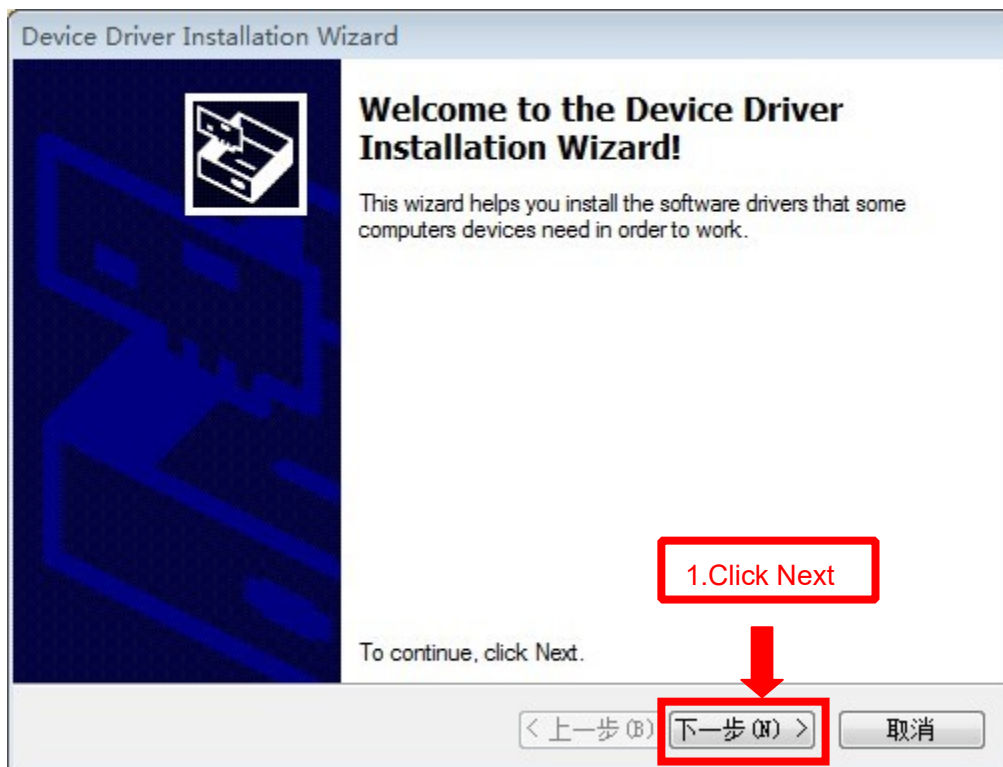 Device Driver Installation Wizard
Welcome to the Device Driver
Installation Wizard!
This wizard helps you install the software drivers that some
computers devices need in order to work.
1.Click Next
To continue, click Next.
< 上一步(B)
下一步(N) >
取消